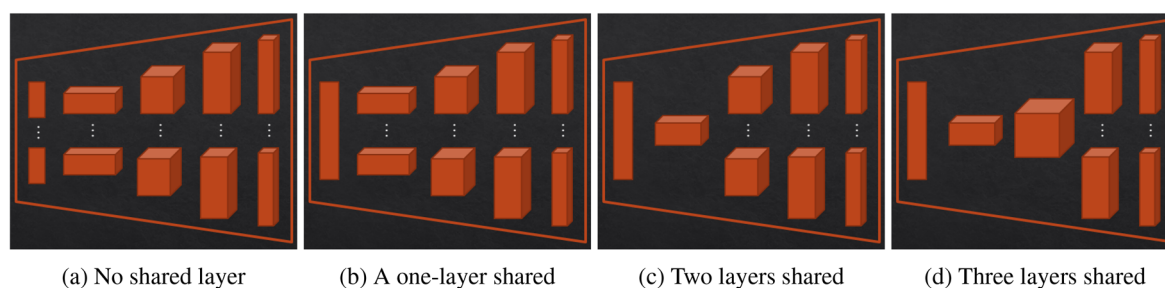 (a) No shared layer
(b) A one-layer shared
(c) Two layers shared
(d) Three layers shared